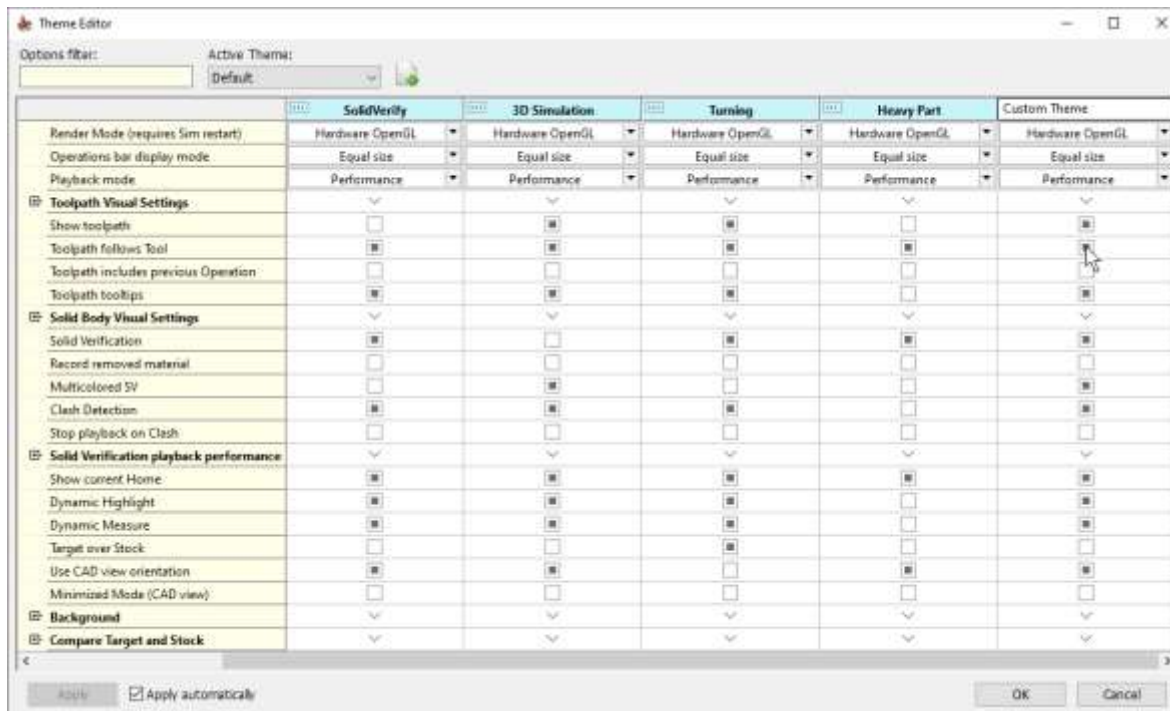 Theme Editor
Options filter: Active Theme:
Default
SolidVerify 3D Simulation Turning Heavy Part Custom Theme
Render Mode (requires Sim restart) Hardware OpenGL Hardware OpenGL Hardware OpenGL Hardware OpenGL Hardware OpenGL
Operations bar display mode Equal size Equal size Equal size Equal size Equal size
Playback mode Performance Performance Performance Performance Performance
Toolpath Visual Settings
Show toolpath
Toolpath follows Tool
Toolpath includes previous Operation
Toolpath tooltips
Solid Body Visual Settings
Solid Verification
Record removed material
Multicolored SV
Clash Detection
Stop playback on Clash
Solid Verification playback performance
Show current Home
Dynamic Highlight
Dynamic Measure
Target over Stock
Use CAD view orientation
Minimized Mode (CAD view)
Background
Compare Target and Stock
Apply Apply automatically OK Cancel